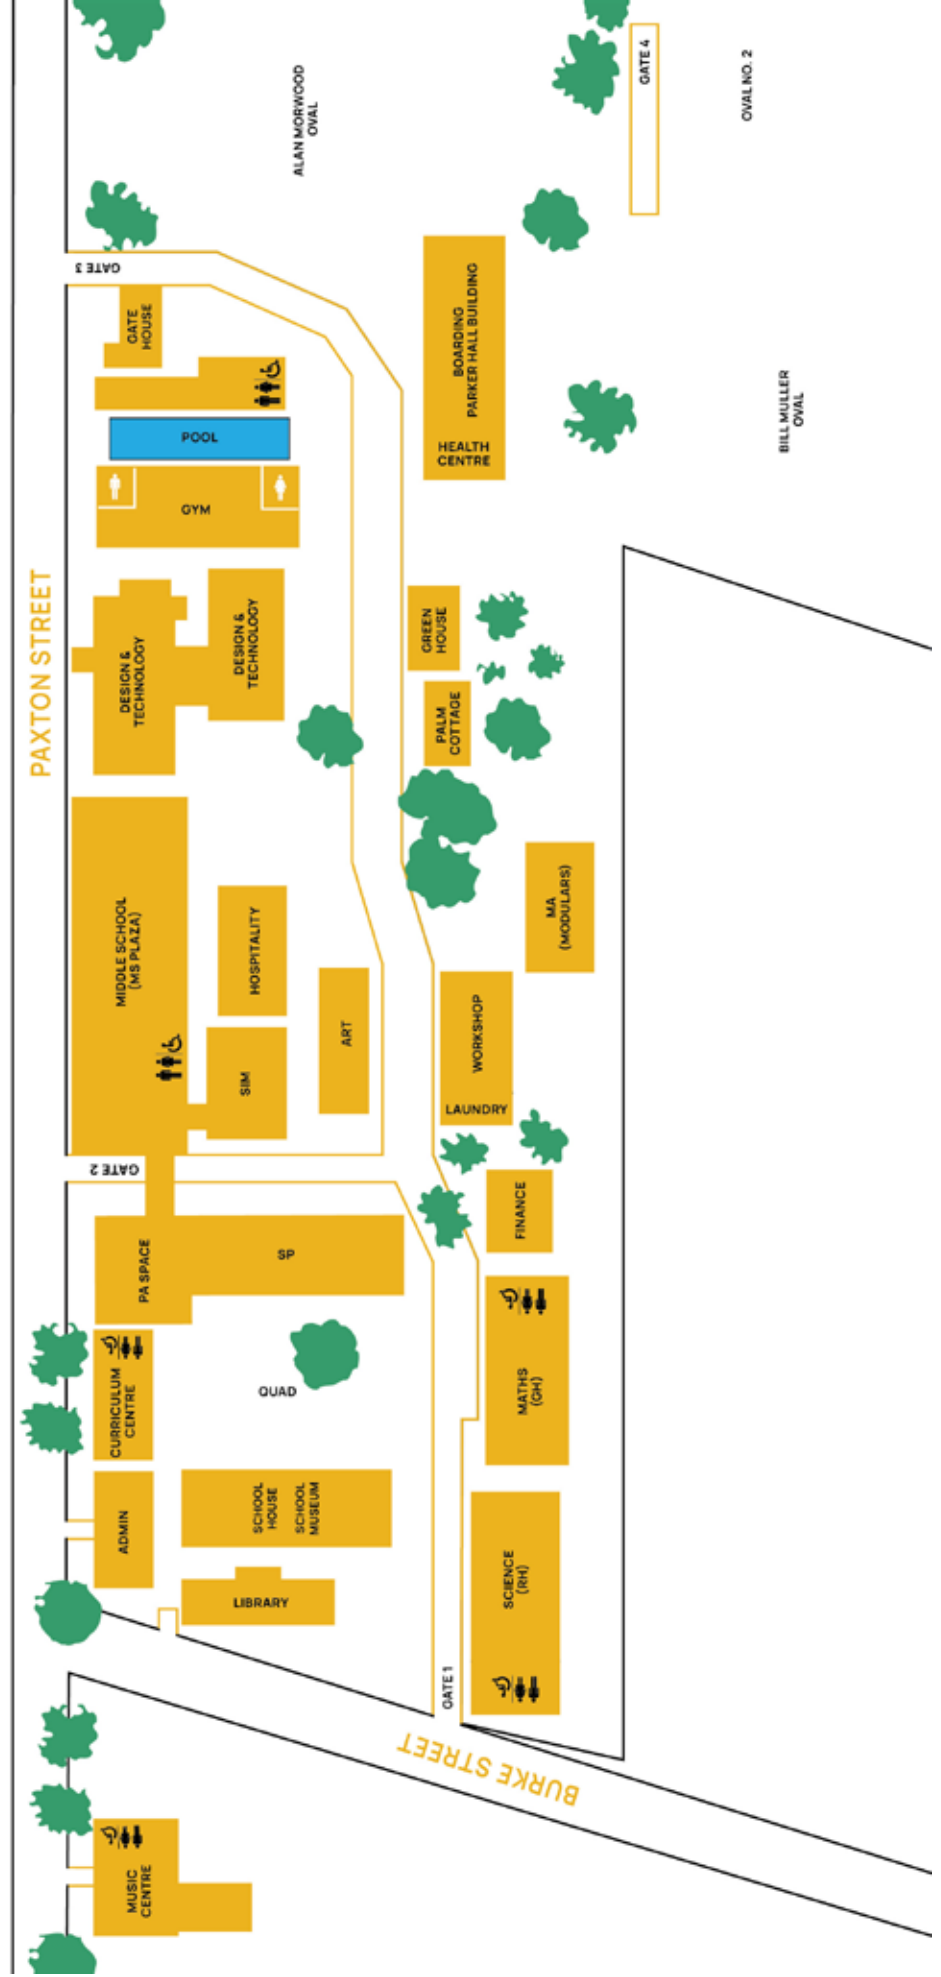 GATE 4
OVAL NO. 2
ALAN MORWOOD
OVAL
GATE 3
GATE
HOUSE
BOARDING
PARKER HALL BUILDING
HEALTH
CENTRE
BILL MULLER
OVAL
POOL
GYM
PAXTON STREET
DESIGN &
TECHNOLOGY
DESIGN &
TECHNOLOGY
GREEN
HOUSE
PALM
COTTAGE
MIDDLE SCHOOL
(MS PLAZA)
HOSPITALITY
MA
(MODULARS)
ART
SIM
WORKSHOP
LAUNDRY
GATE 2
FINANCE
PA SPACE
SP
CURRICULUM
CENTRE
QUAD
MATHS
(GH)
ADMIN
SCHOOL
HOUSE
SCHOOL
MUSEUM
LIBRARY
SCIENCE
(RH)
GATE 1
BURKE STREET
MUSIC
CENTRE